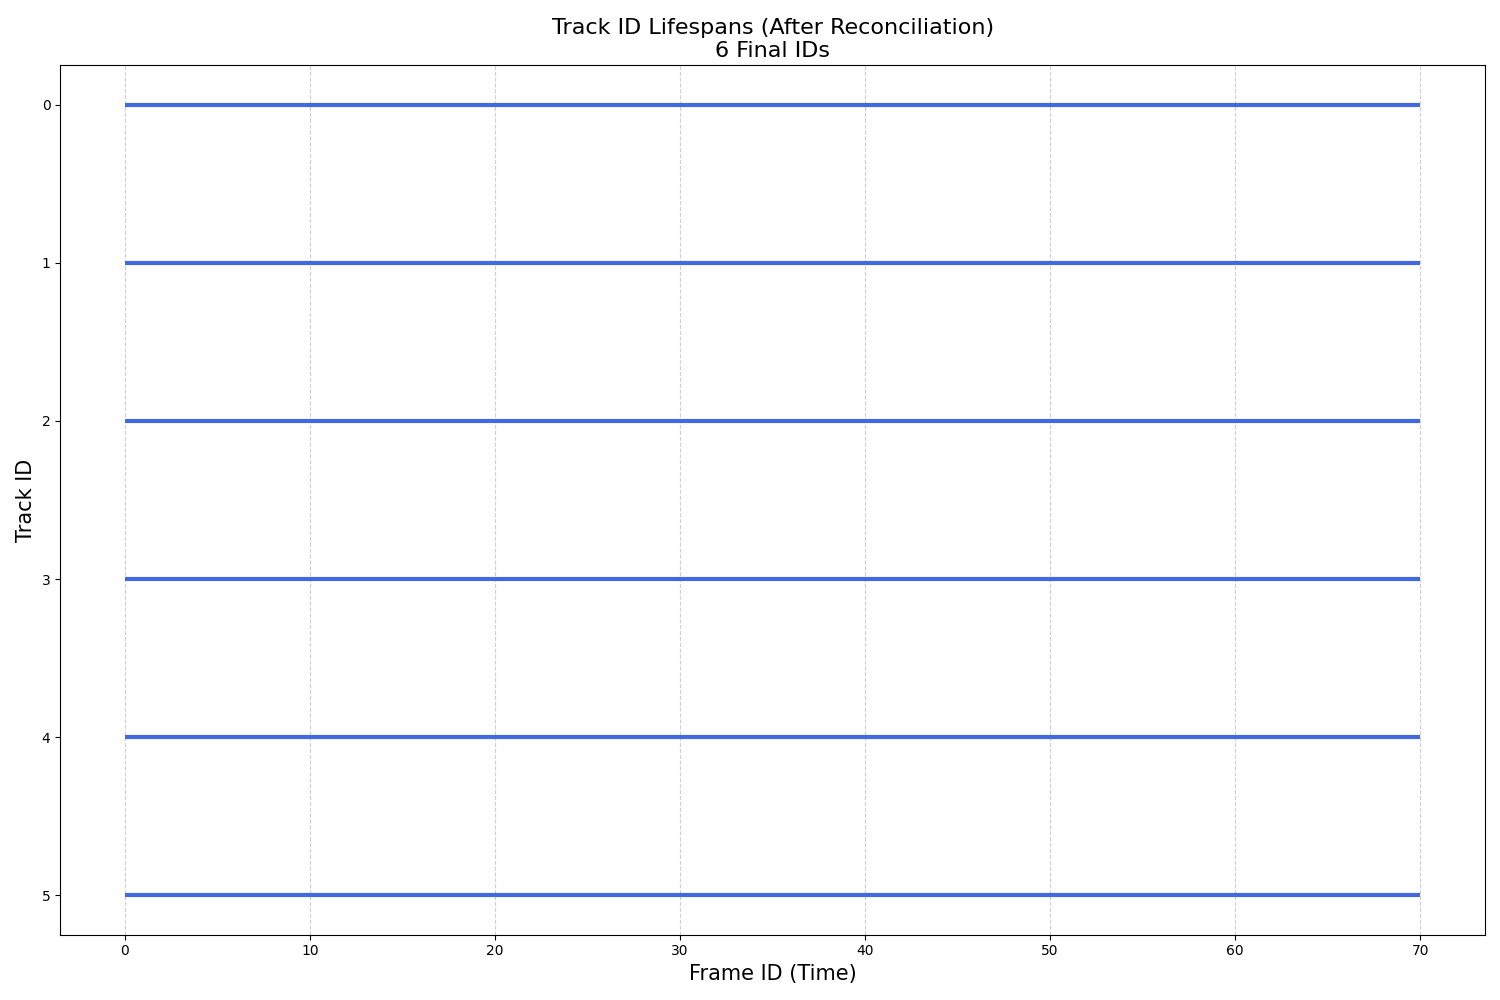 Track ID Lifespans (After Reconciliation)
6 Final IDs
Track ID
0
1
2
3
4
5
0 10 20 30 40 50 60 70
Frame ID (Time)